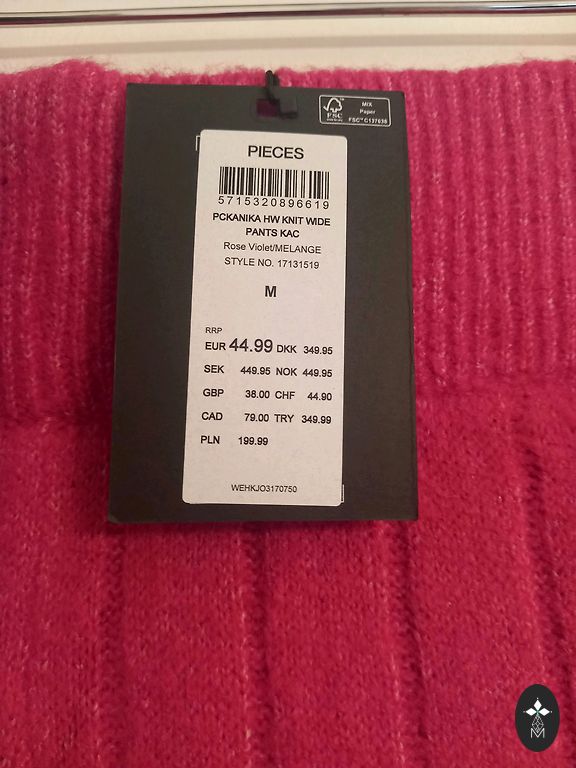 MIX
Paper
FSC
FSC™ C137638
PIECES
5715320896619
PCKANIKA HW KNIT WIDE
PANTS KAC
Rose Violet/MELANGE
STYLE NO. 17131519
M
RRP
EUR 44.99 DKK 349.95
SEK 449.95 NOK 449.95
GBP 38.00 CHF 44.90
CAD 79.00 TRY 349.99
PLN 199.99
WEHKJO3170750
M